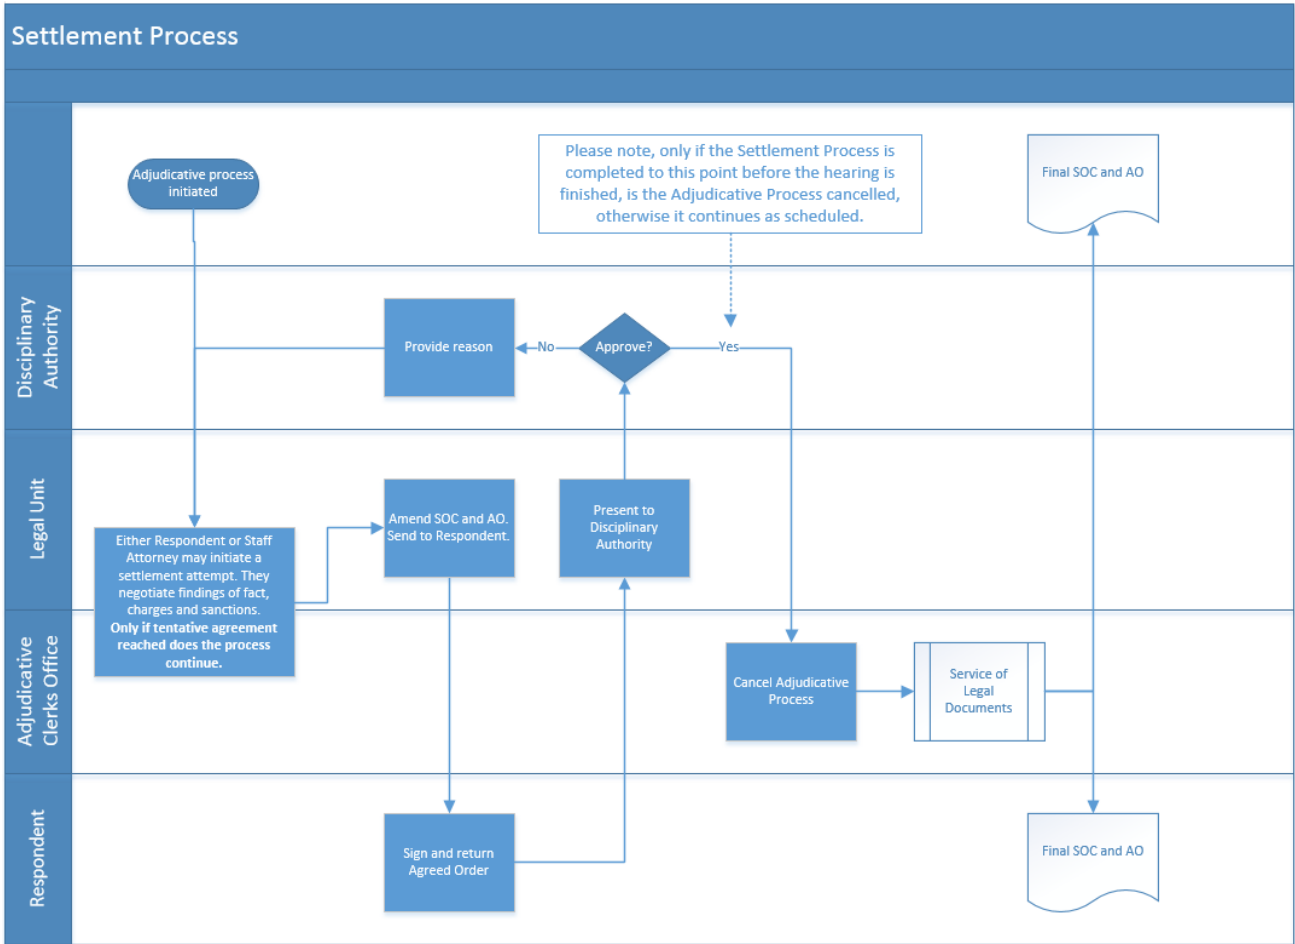 Settlement Process
Adjudicative process
initiated
Please note, only if the Settlement Process is
completed to this point before the hearing is
finished, is the Adjudicative Process cancelled,
otherwise it continues as scheduled.
Final SOC and AO
Disciplinary
Authority
Provide reason
No
Approve?
Yes
Legal Unit
Either Respondent or Staff
Attorney may initiate a
settlement attempt. They
negotiate findings of fact,
charges and sanctions.
Only if tentative agreement
reached does the process
continue.
Amend SOC and AO.
Send to Respondent.
Present to
Disciplinary
Authority
Adjudicative
Clerks Office
Cancel Adjudicative
Process
Service of
Legal
Documents
Respondent
Sign and return
Agreed Order
Final SOC and AO